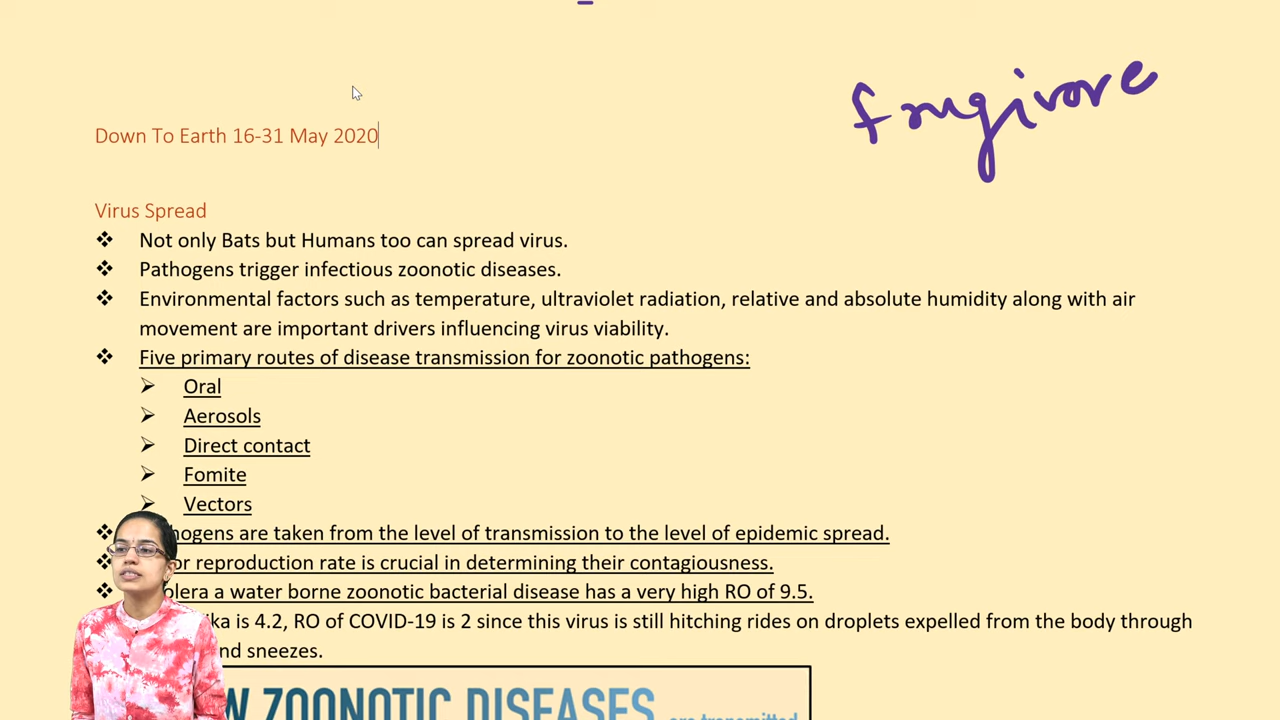 frugivore
Down To Earth 16-31 May 2020
Virus Spread
Not only Bats but Humans too can spread virus.
Pathogens trigger infectious zoonotic diseases.
Environmental factors such as temperature, ultraviolet radiation, relative and absolute humidity along with air
movement are important drivers influencing virus viability.
Five primary routes of disease transmission for zoonotic pathogens:
Oral
Aerosols
Direct contact
Fomite
Vectors
hogens are taken from the level of transmission to the level of epidemic spread.
or reproduction rate is crucial in determining their contagiousness.
olera a water borne zoonotic bacterial disease has a very high RO of 9.5.
ika is 4.2, RO of COVID-19 is 2 since this virus is still hitching rides on droplets expelled from the body through
nd sneezes.
W ZOONOTIC DISEASES are transmitted